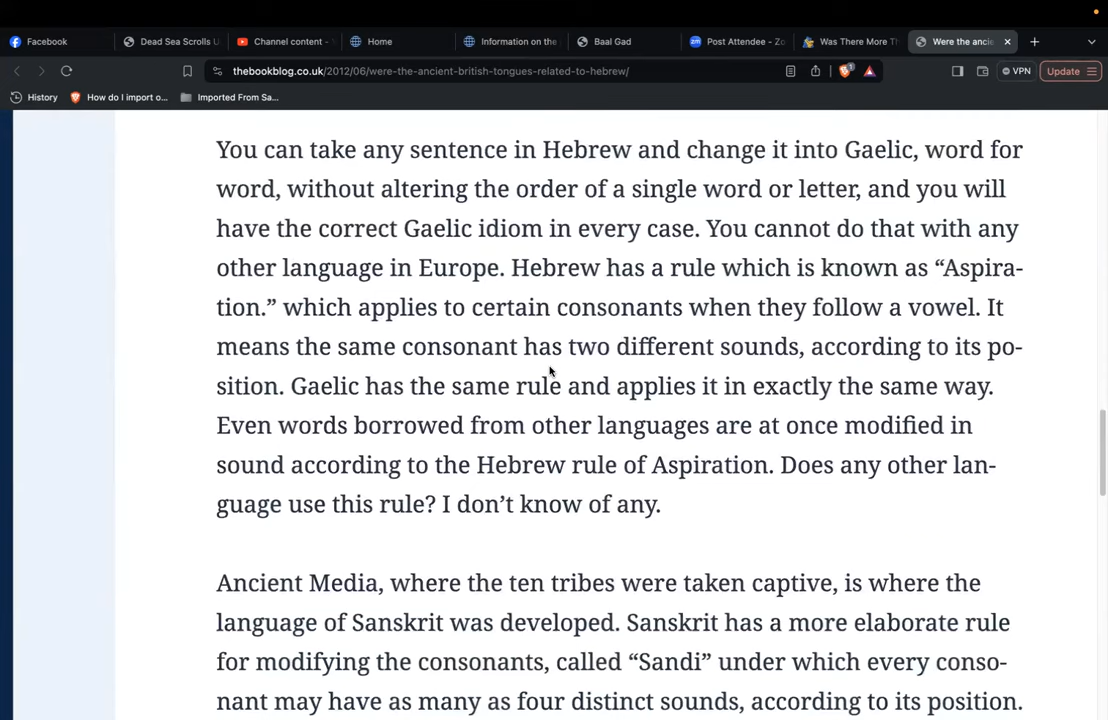 Facebook
Dead Sea Scrolls U
Channel content -
Home
Information on the
Baal Gad
Post Attendee - Zo
Was There More T
Were the ancie
thebookblog.co.uk/2012/06/were-the-ancient-british-tongues-related-to-hebrew/
1
VPN
Update
History
How do I import o...
Imported From Sa...
You can take any sentence in Hebrew and change it into Gaelic, word for
word, without altering the order of a single word or letter, and you will
have the correct Gaelic idiom in every case. You cannot do that with any
other language in Europe. Hebrew has a rule which is known as “Aspira-
tion.” which applies to certain consonants when they follow a vowel. It
means the same consonant has two different sounds, according to its po-
sition. Gaelic has the same rule and applies it in exactly the same way.
Even words borrowed from other languages are at once modified in
sound according to the Hebrew rule of Aspiration. Does any other lan-
guage use this rule? I don’t know of any.
Ancient Media, where the ten tribes were taken captive, is where the
language of Sanskrit was developed. Sanskrit has a more elaborate rule
for modifying the consonants, called “Sandi” under which every conso-
nant may have as many as four distinct sounds, according to its position.